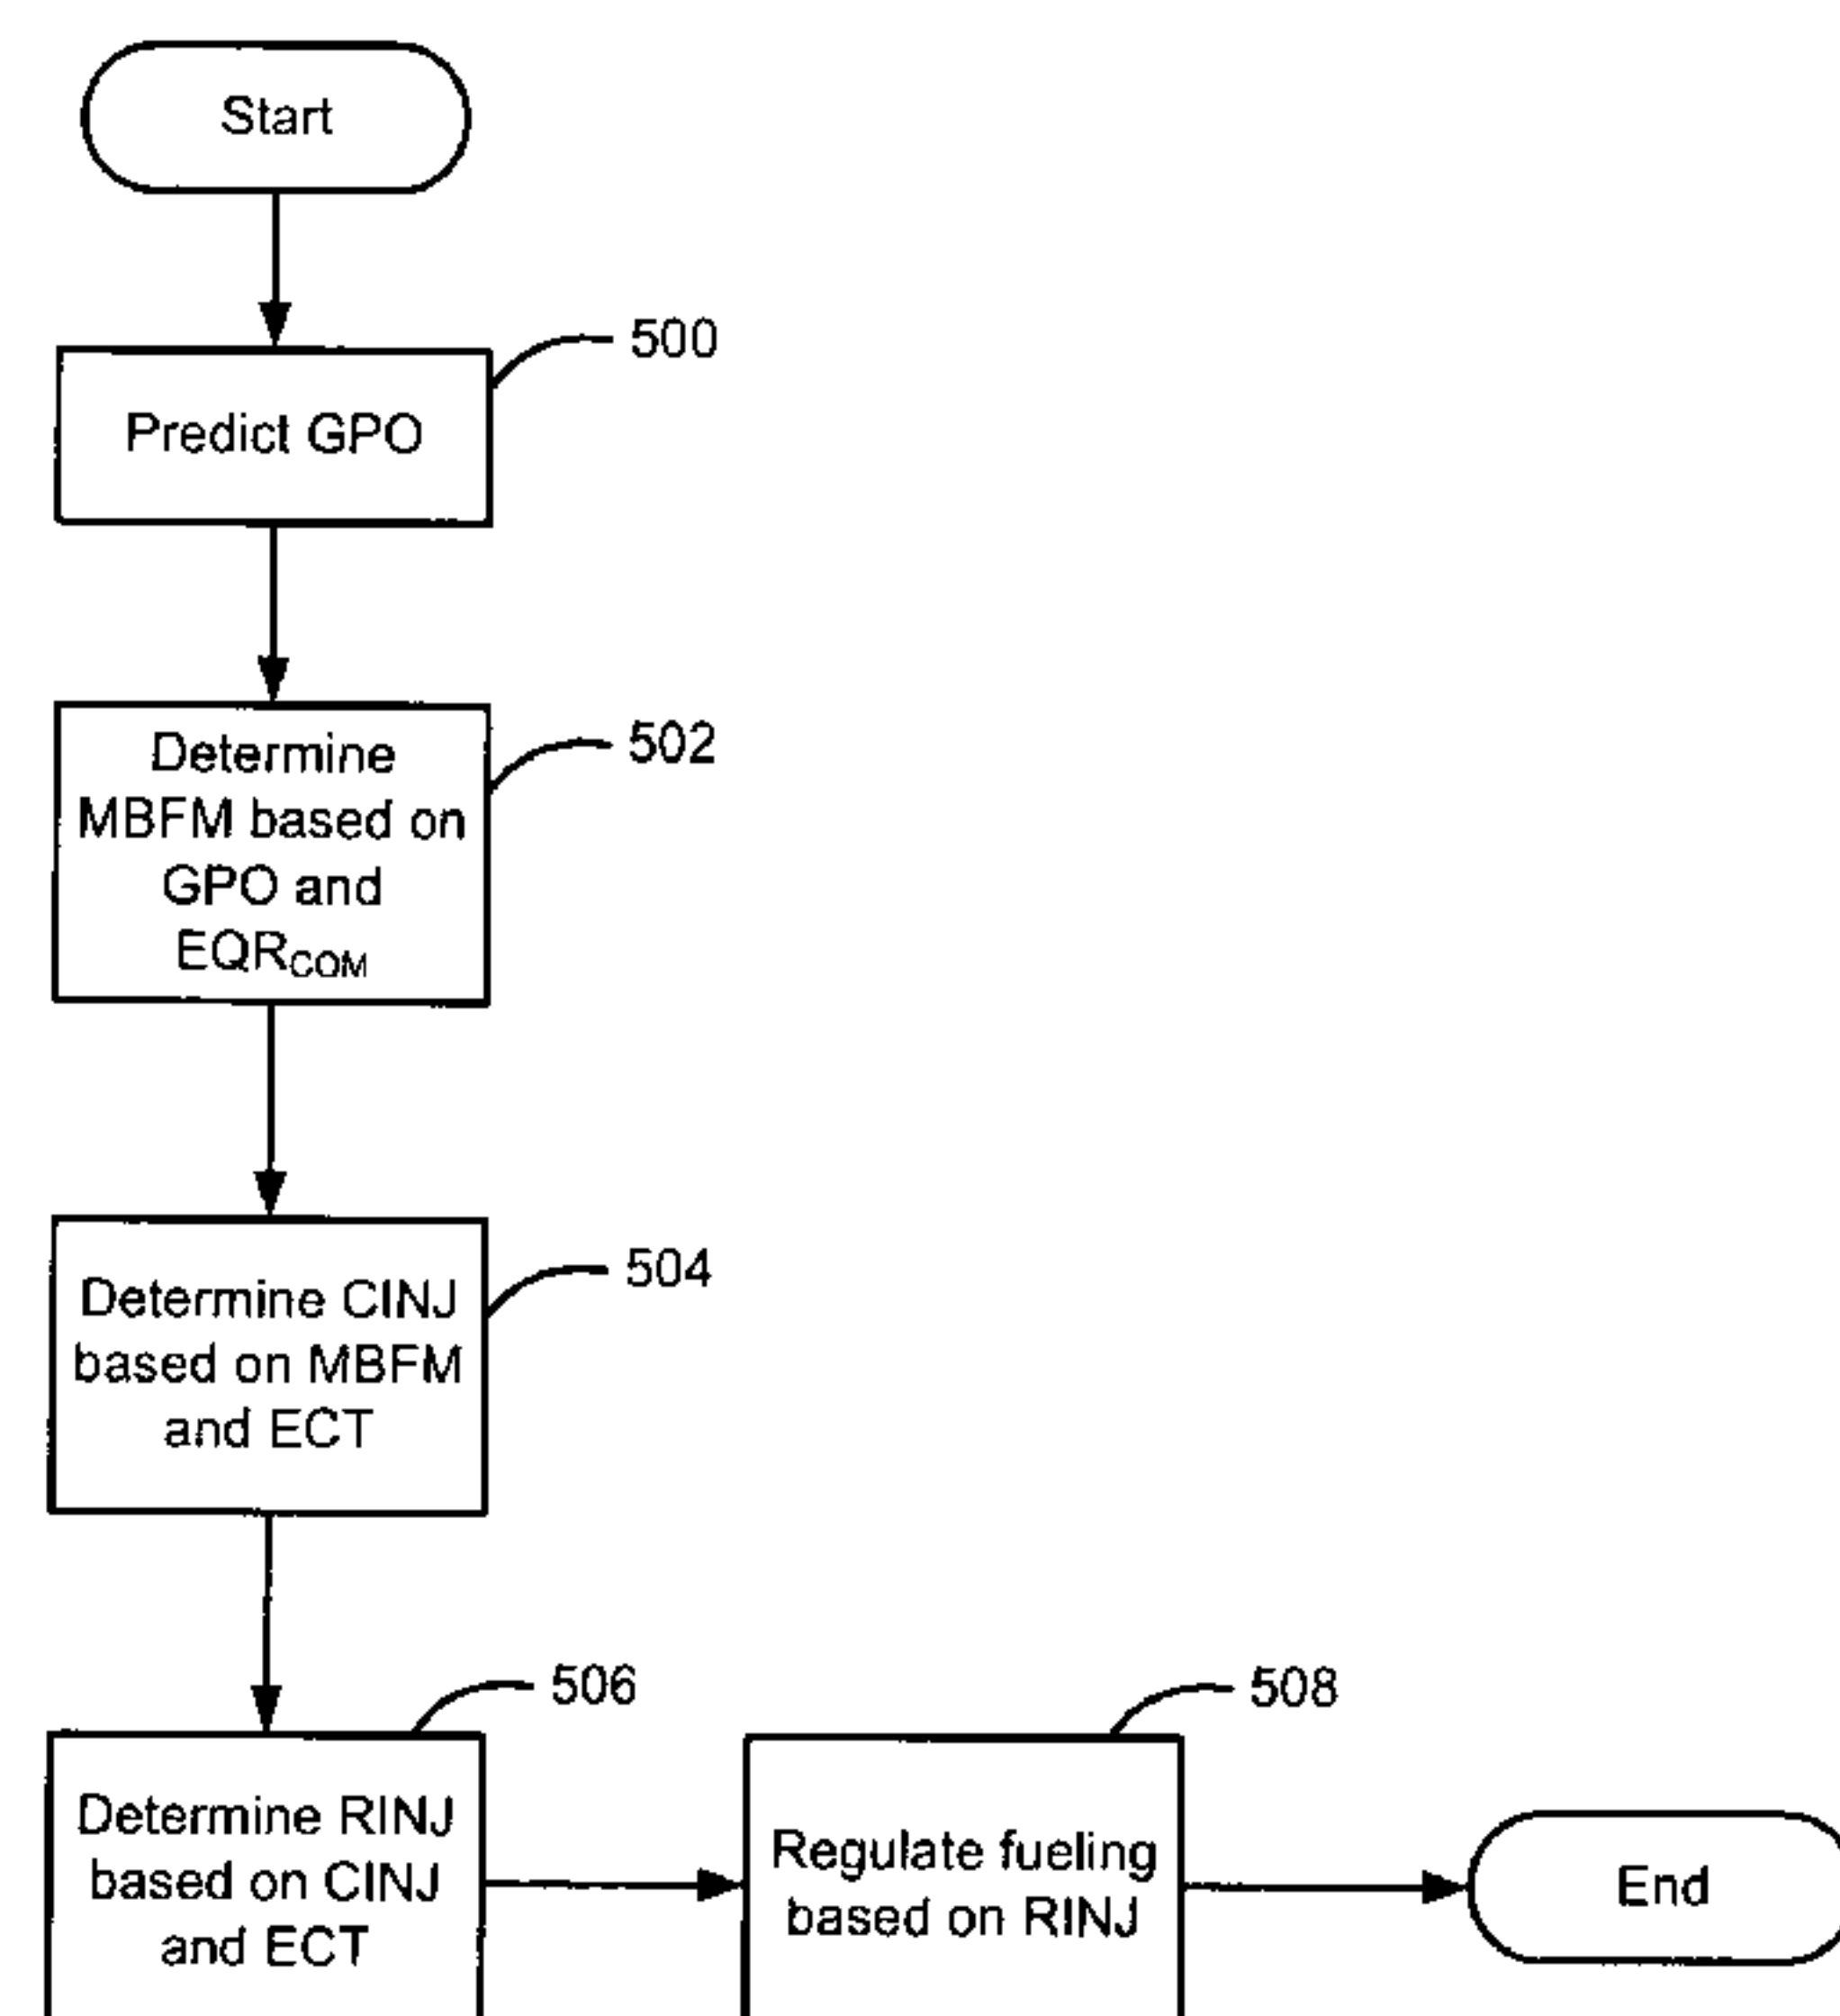 Start
500
Predict GPO
502
Determine
MBFM based on
GPO and
EQRCOM
504
Determine CINJ
based on MBFM
and ECT
506
Determine RINJ
based on CINJ
and ECT
508
Regulate fueling
based on RINJ
End